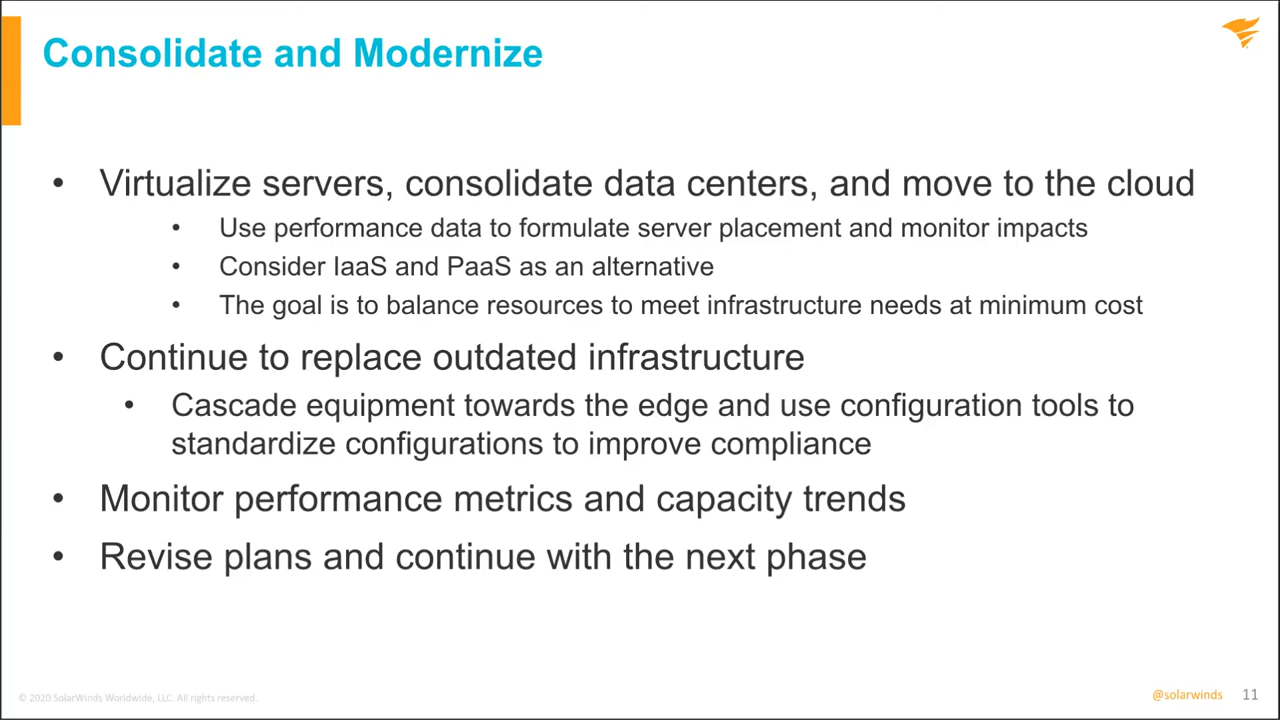 Consolidate and Modernize
• Virtualize servers, consolidate data centers, and move to the cloud
• Use performance data to formulate server placement and monitor impacts
• Consider IaaS and PaaS as an alternative
• The goal is to balance resources to meet infrastructure needs at minimum cost
• Continue to replace outdated infrastructure
• Cascade equipment towards the edge and use configuration tools to
standardize configurations to improve compliance
• Monitor performance metrics and capacity trends
• Revise plans and continue with the next phase
© 2020 SolarWinds Worldwide, LLC. All rights reserved.
@solarwinds 11